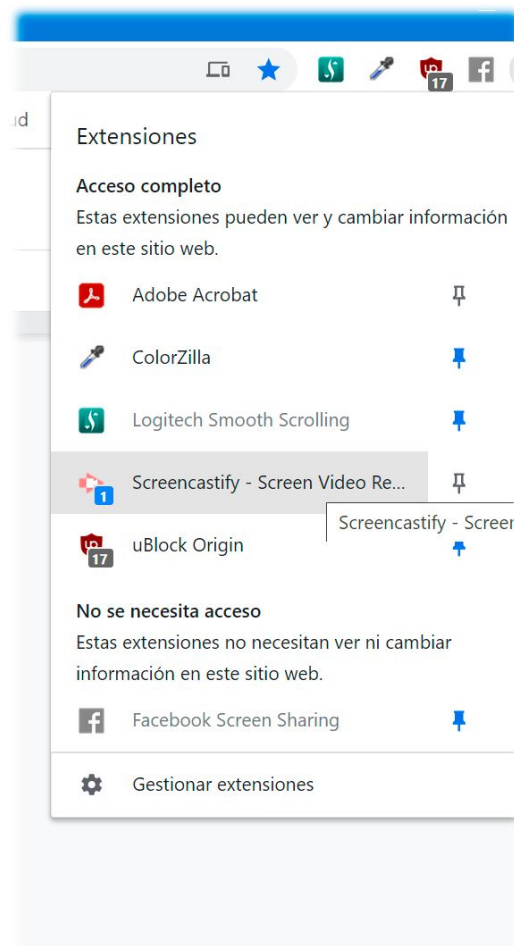 17
ud
Extensiones
Acceso completo
Estas extensiones pueden ver y cambiar información
en este sitio web.
Adobe Acrobat
ColorZilla
Logitech Smooth Scrolling
Screencastify - Screen Video Re...
1
Screencastify - Screen
uBlock Origin
17
No se necesita acceso
Estas extensiones no necesitan ver ni cambiar
información en este sitio web.
Facebook Screen Sharing
Gestionar extensiones